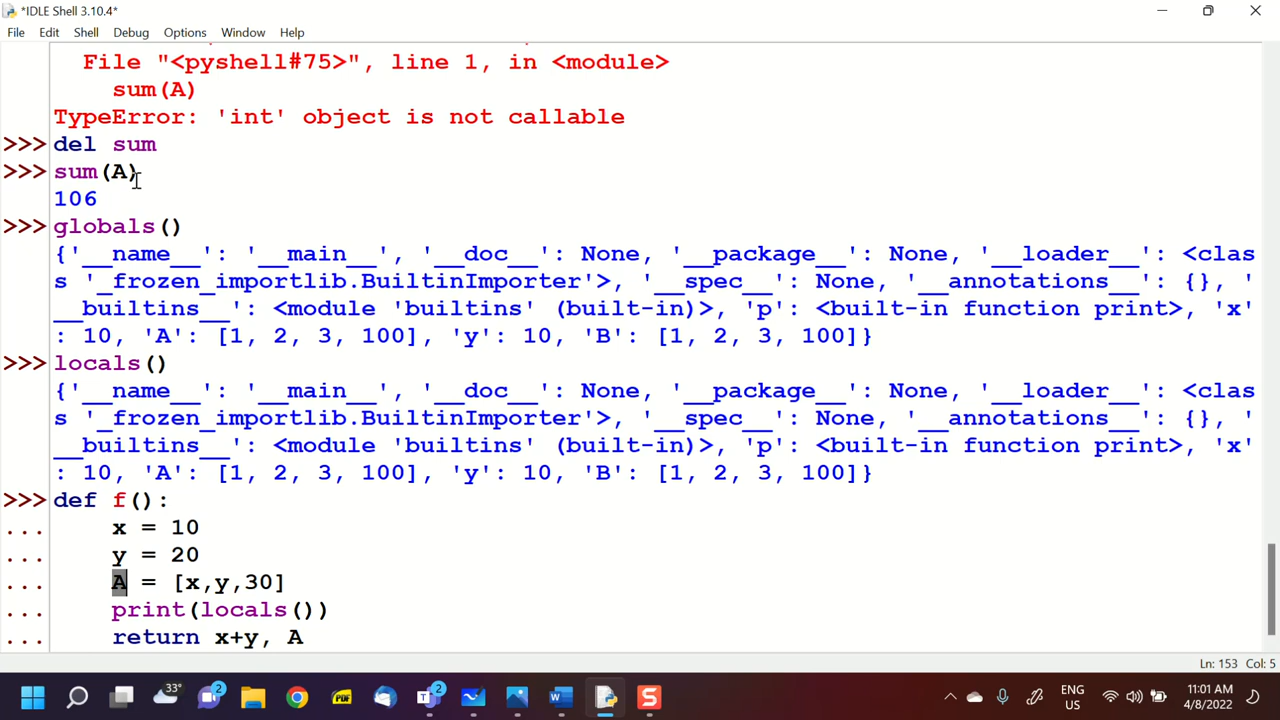 *IDLE Shell 3.10.4*
File Edit Shell Debug Options Window Help
File "<pyshell#75>", line 1, in <module>
sum(A)
TypeError: 'int' object is not callable
>>> del sum
>>> sum(A)
106
>>> globals()
{'__name__': '__main__', '__doc__': None, '__package__': None, '__loader__': <clas
s '_frozen_importlib.BuiltinImporter'>, '__spec__': None, '__annotations__': {}, '
__builtins__': <module 'builtins' (built-in)>, 'p': <built-in function print>, 'x'
: 10, 'A': [1, 2, 3, 100], 'y': 10, 'B': [1, 2, 3, 100]}
>>> locals()
{'__name__': '__main__', '__doc__': None, '__package__': None, '__loader__': <clas
s '_frozen_importlib.BuiltinImporter'>, '__spec__': None, '__annotations__': {}, '
__builtins__': <module 'builtins' (built-in)>, 'p': <built-in function print>, 'x'
: 10, 'A': [1, 2, 3, 100], 'y': 10, 'B': [1, 2, 3, 100]}
>>> def f():
... x = 10
... y = 20
... A = [x,y,30]
... print(locals())
... return x+y, A
Ln: 153 Col: 5
33°
2
PDF
2
W
S
ENG
US
11:01 AM
4/8/2022